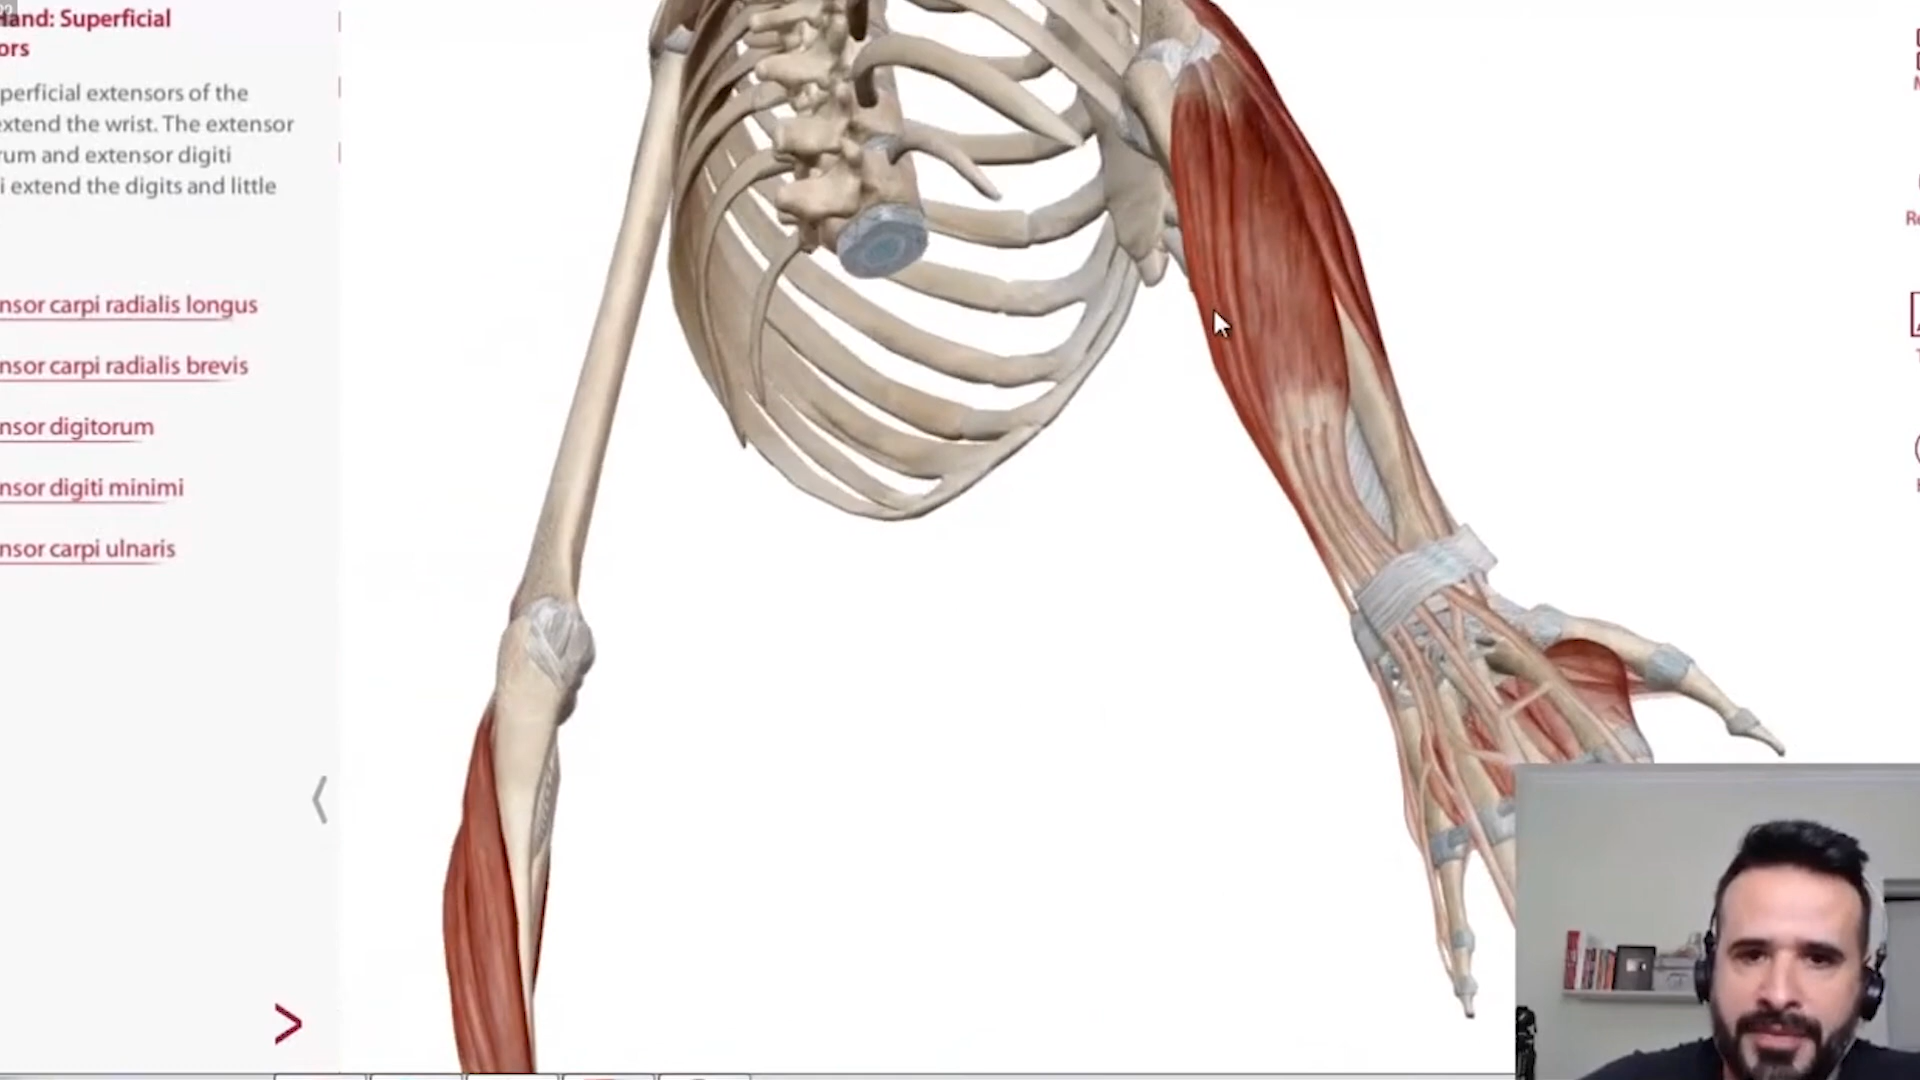 Hand: Superficial
ors
perficial extensors of the
extend the wrist. The extensor
rum and extensor digiti
i extend the digits and little
nsor carpi radialis longus
nsor carpi radialis brevis
nsor digitorum
nsor digiti minimi
nsor carpi ulnaris